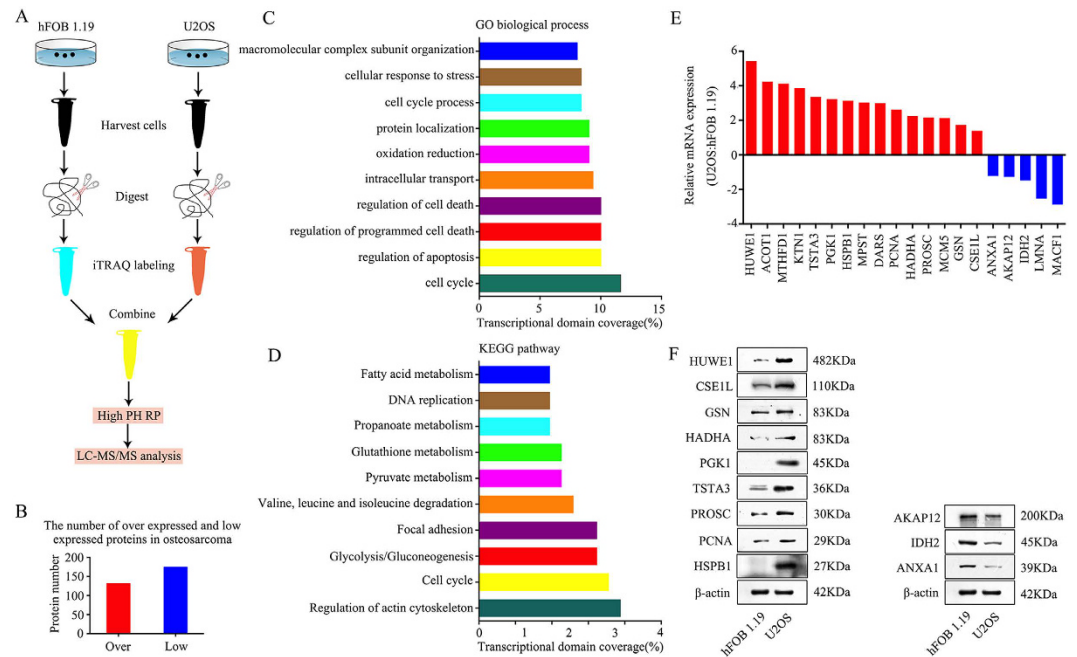 A
hFOB 1.19
U2OS
Harvest cells
Digest
iTRAQ labeling
Combine
High PH RP
LC-MS/MS analysis
B
The number of over expressed and low
expressed proteins in osteosarcoma
Protein number
200
150
100
50
0
Over
Low
C
GO biological process
macromolecular complex subunit organization
cellular response to stress
cell cycle process
protein localization
oxidation reduction
intracellular transport
regulation of cell death
regulation of programmed cell death
regulation of apoptosis
cell cycle
0
5
10
15
Transcriptional domain coverage(%)
D
KEGG pathway
Fatty acid metabolism
DNA replication
Propanoate metabolism
Glutathione metabolism
Pyruvate metabolism
Valine, leucine and isoleucine degradation
Focal adhesion
Glycolysis/Gluconeogenesis
Cell cycle
Regulation of actin cytoskeleton
0
1
2
2
3
3
4
Transcriptional domain coverage(%)
E
Relative mRNA expression
(U2OS:hFOB 1.19)
6
4
2
0
-2
-4
HUWE1
ACOT1
MTHFD1
KTN1
TSTA3
PGK1
HSPB1
MPST
DARS
PCNA
HADHA
PROSC
MCM5
GSN
CSE1L
ANXA1
AKAP12
IDH2
LMNA
MACF1
F
HUWE1 482KDa
CSE1L 110KDa
GSN 83KDa
HADHA 83KDa
PGK1 45KDa
TSTA3 36KDa
PROSC 30KDa
PCNA 29KDa
HSPB1 27KDa
β-actin 42KDa
hFOB 1.19
U2OS
AKAP12 200KDa
IDH2 45KDa
ANXA1 39KDa
β-actin 42KDa
hFOB 1.19
U2OS